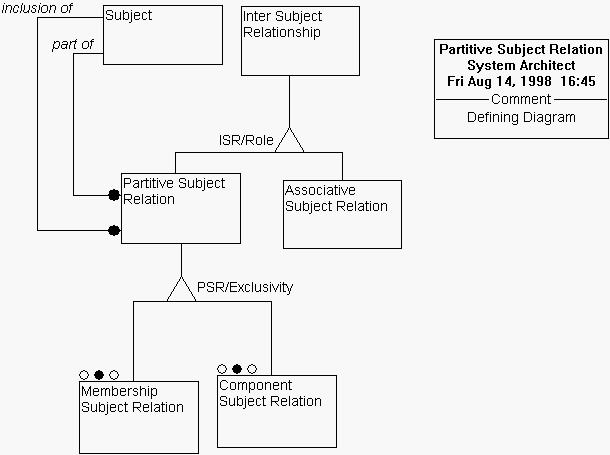 inclusion of
Subject
part of
Inter Subject
Relationship
Partitive Subject Relation
System Architect
Fri Aug 14, 1998 16:45
Comment
Defining Diagram
ISR/Role
Partitive Subject
Relation
Associative
Subject Relation
PSR/Exclusivity
Membership
Subject Relation
Component
Subject Relation